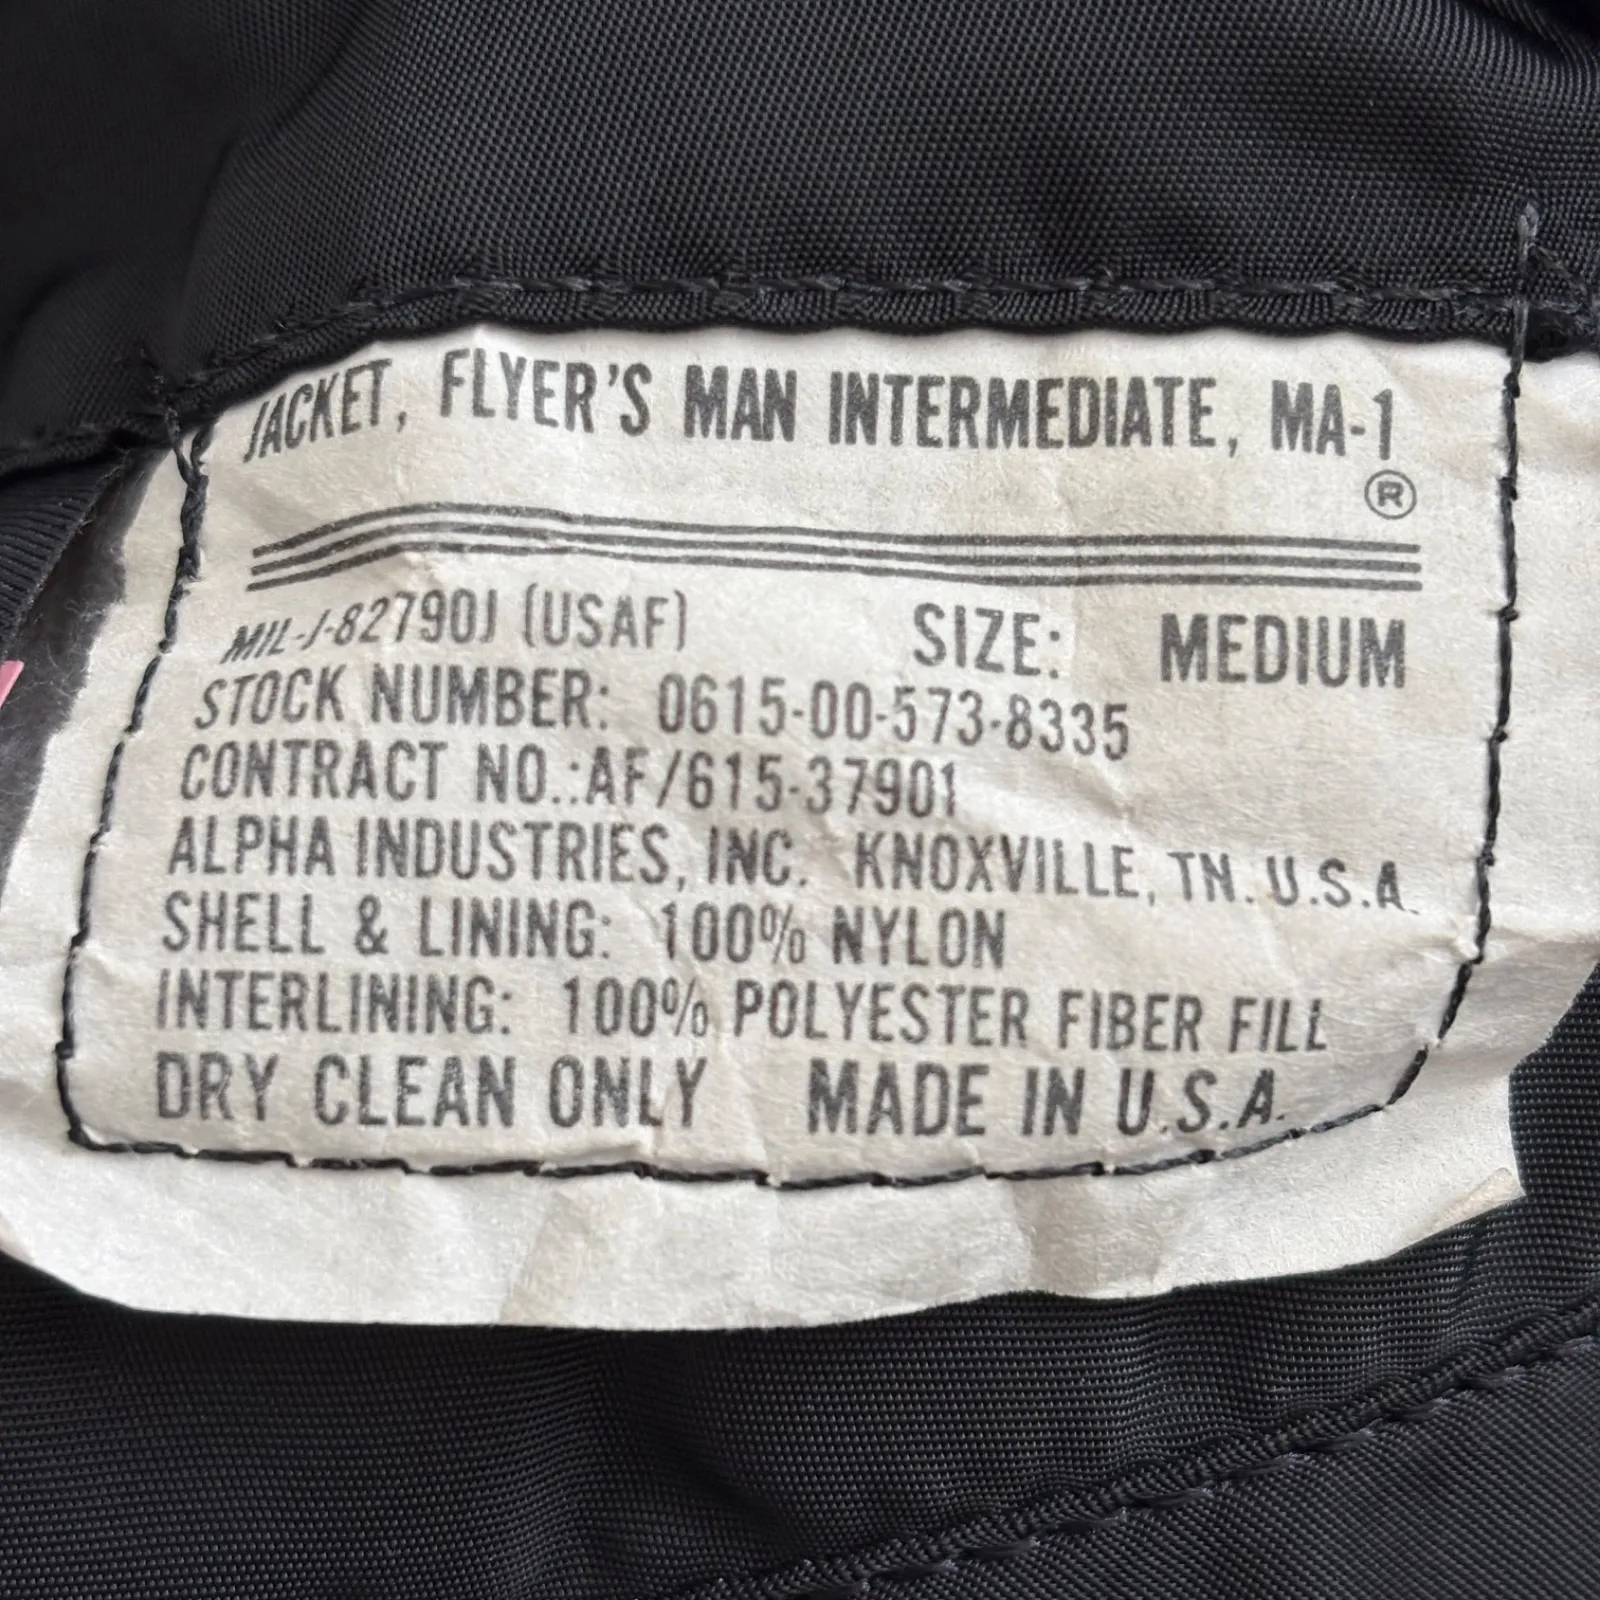 JACKET, FLYER'S MAN INTERMEDIATE, MA-1
®
MIL-J-82790J (USAF) SIZE: MEDIUM
STOCK NUMBER: 0615-00-573-8335
CONTRACT NO.:AF/615-37901
ALPHA INDUSTRIES, INC. KNOXVILLE, TN. U.S.A.
SHELL & LINING: 100% NYLON
INTERLINING: 100% POLYESTER FIBER FILL
DRY CLEAN ONLY MADE IN U.S.A.